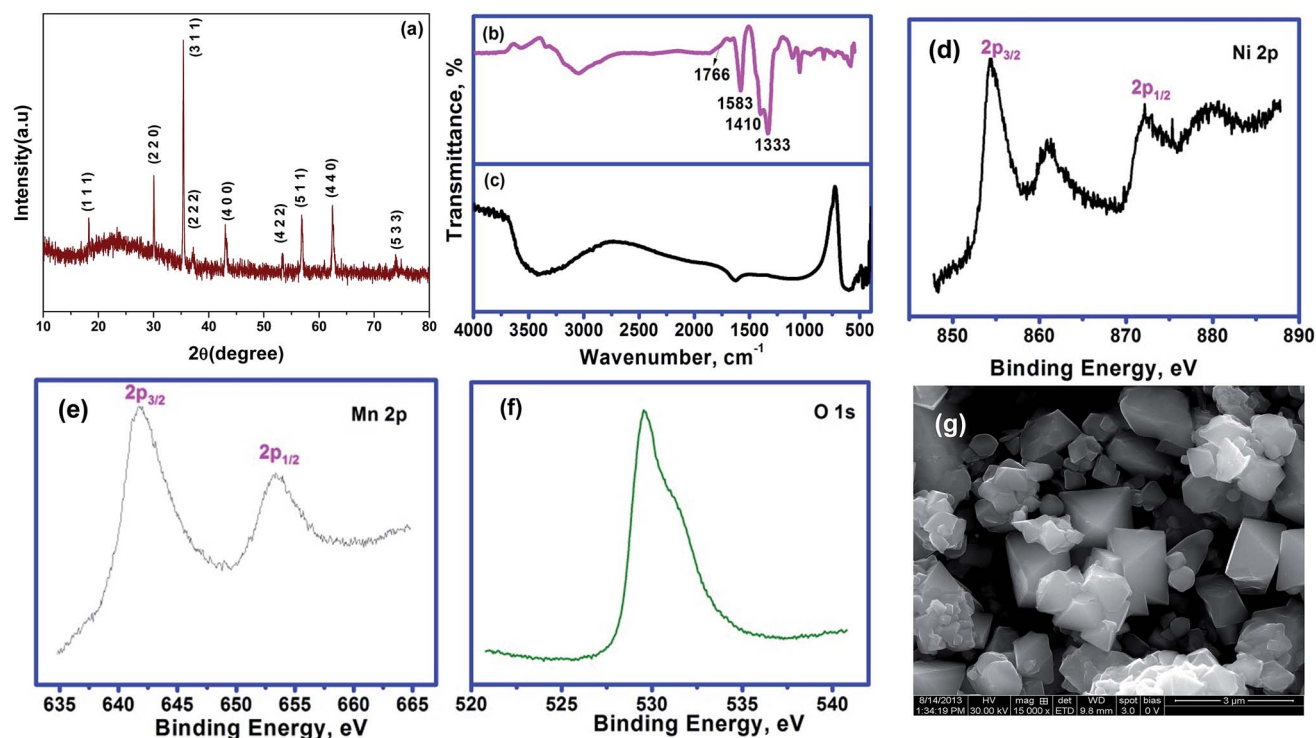 (a)
Intensity(a.u)
(1 1 1)
(2 2 0)
(3 1 1)
(2 2 2)
(4 0 0)
(4 2 2)
(5 1 1)
(4 4 0)
(5 3 3)
10 20 30 40 50 60 70 80
2θ(degree)
(b)
Transmittance, %
1766
1583
1410
1333
(c)
4000 3500 3000 2500 2000 1500 1000 500
Wavenumber, cm-1
(d)
2p3/2
Ni 2p
2p1/2
850 860 870 880 890
Binding Energy, eV
(e)
2p3/2
Mn 2p
2p1/2
635 640 645 650 655 660 665
Binding Energy, eV
(f)
O 1s
520 525 530 535 540
Binding Energy, eV
(g)
8/14/2013 HV mag det WD spot bias
1:34:19 PM 30.00 kV 15 000 x ETD 9.8 mm 3.0 0 V
3 µm